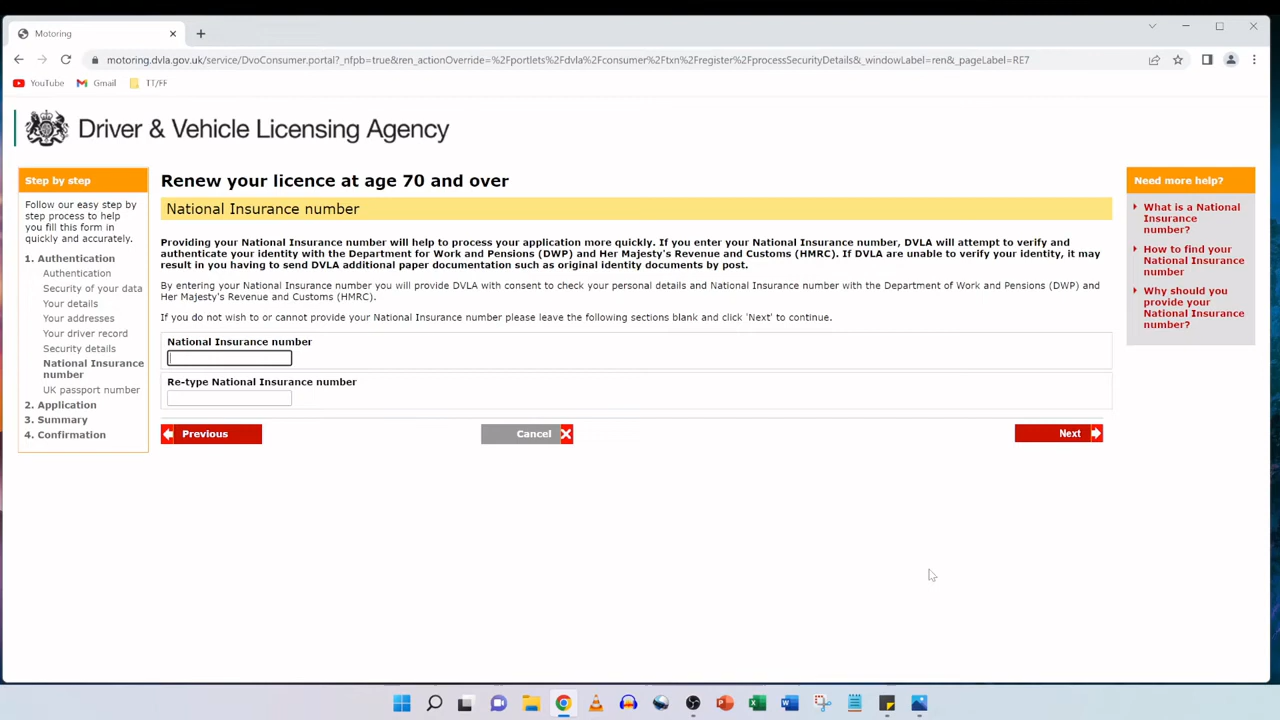 Motoring
motoring.dvla.gov.uk/service/DvoConsumer.portal?_nfpb=true&ren_actionOverride=%2Fportlets%2Fdvla%2Fconsumer%2Ftxn%2Fregister%2FprocessSecurityDetails&_windowLabel=ren&_pageLabel=RE7
YouTube Gmail TT/FF
Driver & Vehicle Licensing Agency
Step by step
Follow our easy step by
step process to help
you fill this form in
quickly and accurately.
1. Authentication
Authentication
Security of your data
Your details
Your addresses
Your driver record
Security details
National Insurance
number
UK passport number
2. Application
3. Summary
4. Confirmation
Renew your licence at age 70 and over
National Insurance number
Providing your National Insurance number will help to process your application more quickly. If you enter your National Insurance number, DVLA will attempt to verify and
authenticate your identity with the Department for Work and Pensions (DWP) and Her Majesty's Revenue and Customs (HMRC). If DVLA are unable to verify your identity, it may
result in you having to send DVLA additional paper documentation such as original identity documents by post.
By entering your National Insurance number you will provide DVLA with consent to check your personal details and National Insurance number with the Department of Work and Pensions (DWP) and
Her Majesty's Revenue and Customs (HMRC).
If you do not wish to or cannot provide your National Insurance number please leave the following sections blank and click 'Next' to continue.
National Insurance number
Re-type National Insurance number
Previous
Cancel
Next
Need more help?
What is a National
Insurance
number?
How to find your
National Insurance
number
Why should you
provide your
National Insurance
number?